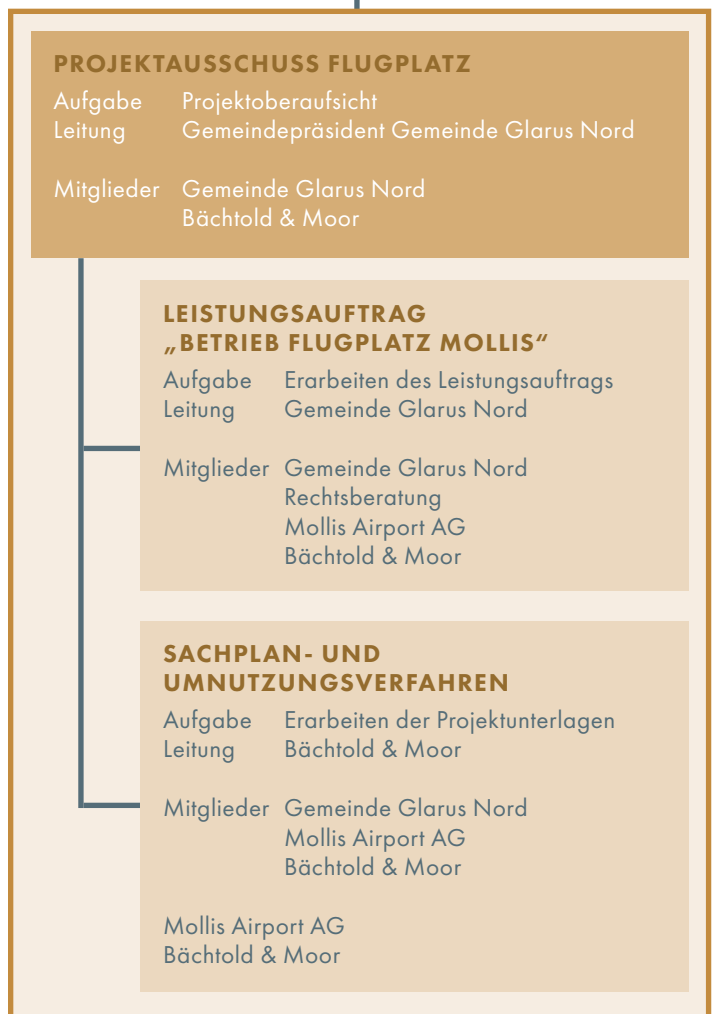 PROJEKTAUSSCHUSS FLUGPLATZ
Aufgabe Projektoberaufsicht
Leitung Gemeindepräsident Gemeinde Glarus Nord
Mitglieder Gemeinde Glarus Nord
Bächtold & Moor
LEISTUNGSAUFTRAG
„BETRIEB FLUGPLATZ MOLLIS“
Aufgabe Erarbeiten des Leistungsauftrags
Leitung Gemeinde Glarus Nord
Mitglieder Gemeinde Glarus Nord
Rechtsberatung
Mollis Airport AG
Bächtold & Moor
SACHPLAN- UND
UMNUTZUNGSVERFAHREN
Aufgabe Erarbeiten der Projektunterlagen
Leitung Bächtold & Moor
Mitglieder Gemeinde Glarus Nord
Mollis Airport AG
Bächtold & Moor
Mollis Airport AG
Bächtold & Moor